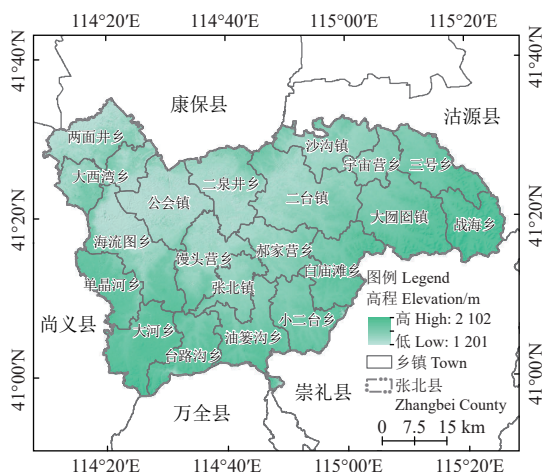 114°20′E 114°40′E 115°00′E 115°20′E
41°40′N
41°40′N
康保县
沽源县
两面井乡
沙沟镇
宇宙营乡
三号乡
大西湾乡
二泉井乡
公会镇
二台镇
大囫囵镇
战海乡
41°20′N
41°20′N
海流图乡
郝家营乡
馒头营乡
白庙滩乡
单晶河乡
张北镇
小二台乡
尚义县
大河乡
油篓沟乡
台路沟乡
41°00′N
41°00′N
崇礼县
万全县
图例 Legend
高程 Elevation/m
高 High: 2 102
低 Low: 1 201
乡镇 Town
张北县
Zhangbei County
0 7.5 15 km
114°20′E 114°40′E 115°00′E 115°20′E